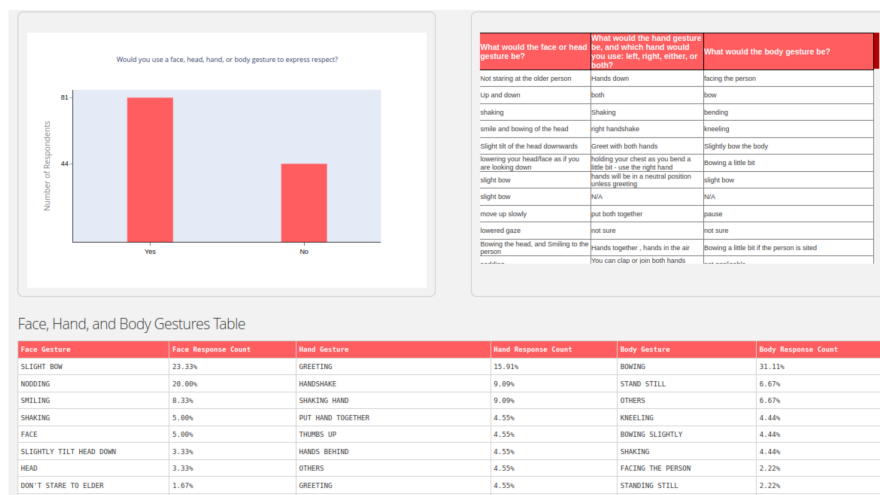 Would you use a face, head, hand, or body gesture to express respect?
Number of Respondents
81
44
Yes
No
What would the face or head gesture be?
What would the hand gesture be, and which hand would you use: left, right, either, or both?
What would the body gesture be?
Not staring at the older person
Hands down
facing the person
Up and down
both
bow
shaking
Shaking
bending
smile and bowing of the head
right handshake
kneeling
Slight tilt of the head downwards
Greet with both hands
Slightly bow the body
lowering your head/face as if you are looking down
holding your chest as you bend a little bit - use the right hand
Bowing a little bit
slight bow
hands will be in a neutral position unless greeting
slight bow
slight bow
N/A
N/A
move up slowly
put both together
pause
lowered gaze
not sure
not sure
Bowing the head, and Smiling to the person
Hands together , hands in the air
Bowing a little bit if the person is sited
You can clap or join both hands
Face, Hand, and Body Gestures Table
Face Gesture
Face Response Count
Hand Gesture
Hand Response Count
Body Gesture
Body Response Count
SLIGHT BOW
23.33%
GREETING
15.91%
BOWING
31.11%
NODDING
20.00%
HANDSHAKE
9.09%
STAND STILL
6.67%
SMILING
8.33%
SHAKING HAND
9.09%
OTHERS
6.67%
SHAKING
5.00%
PUT HAND TOGETHER
4.55%
KNEELING
4.44%
FACE
5.00%
THUMBS UP
4.55%
BOWING SLIGHTLY
4.44%
SLIGHTLY TILT HEAD DOWN
3.33%
HANDS BEHIND
4.55%
SHAKING
4.44%
HEAD
3.33%
OTHERS
4.55%
FACING THE PERSON
2.22%
DON'T STARE TO ELDER
1.67%
GREETING
4.55%
STANDING STILL
2.22%